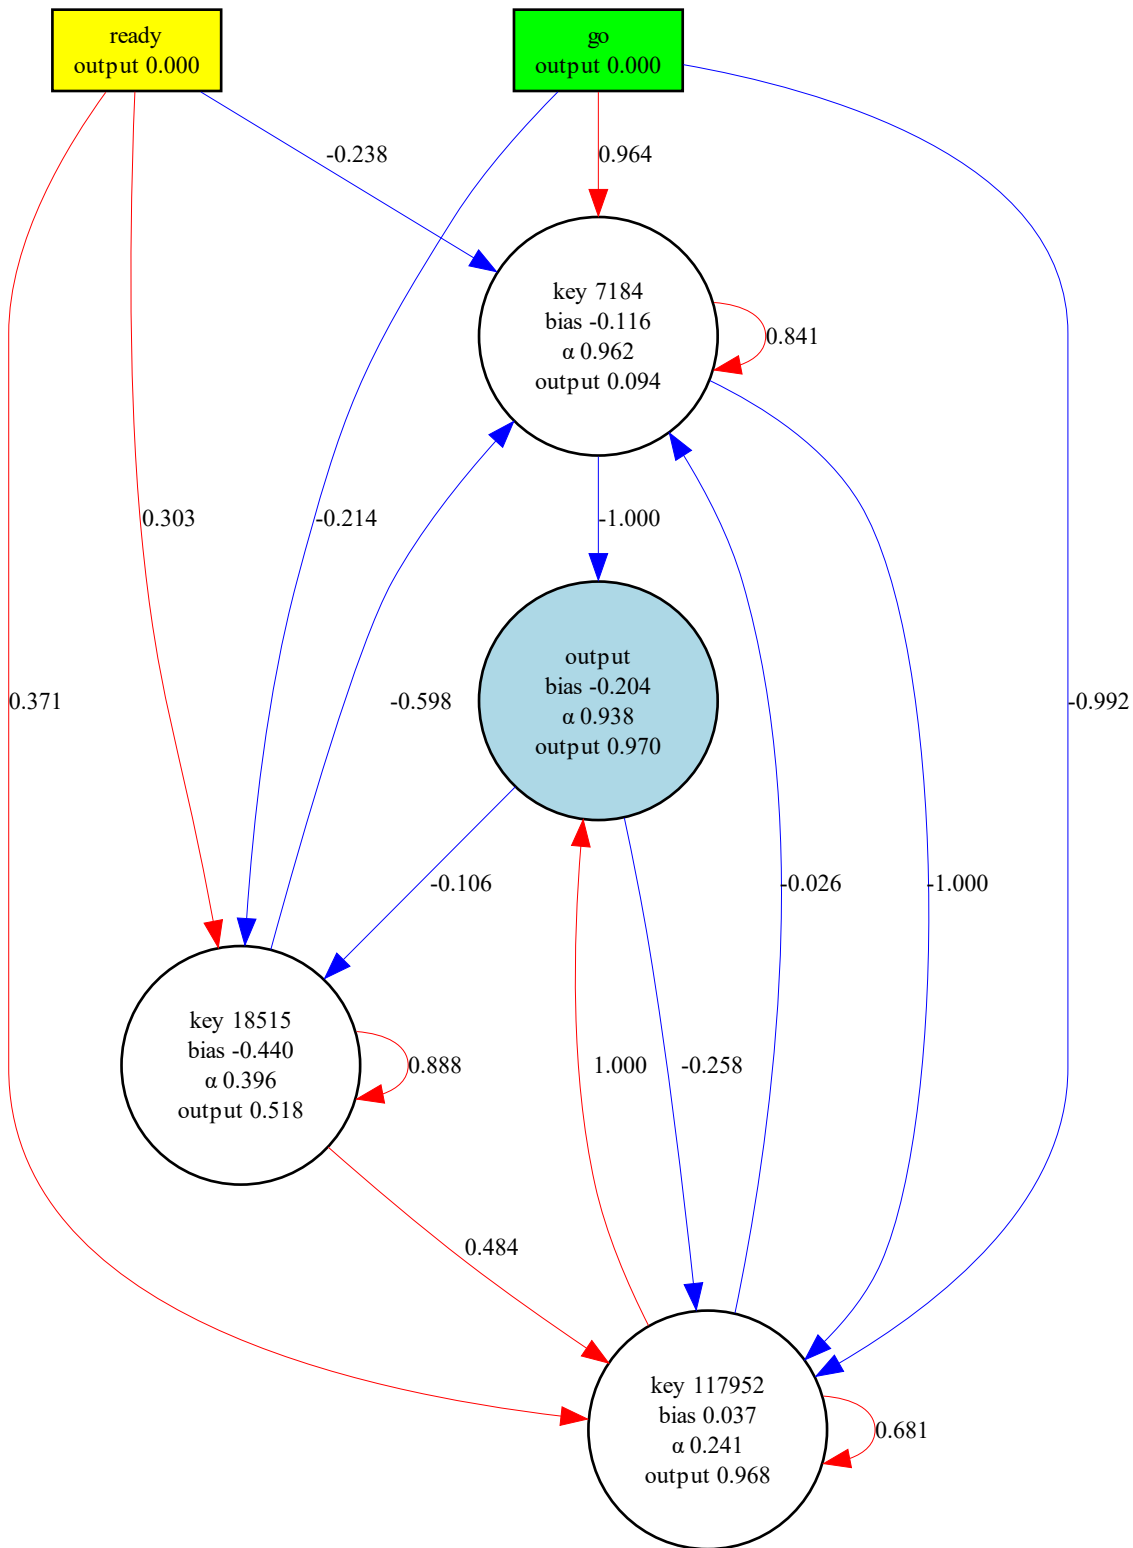 ready
output 0.000
go
output 0.000
-0.238
0.964
key 7184
bias -0.116
α 0.962
output 0.094
0.841
0.303
-0.214
-1.000
output
bias -0.204
α 0.938
output 0.970
0.371
-0.598
-0.992
-0.106
-0.026
-1.000
key 18515
bias -0.440
α 0.396
output 0.518
0.888
1.000
-0.258
0.484
key 117952
bias 0.037
α 0.241
output 0.968
0.681